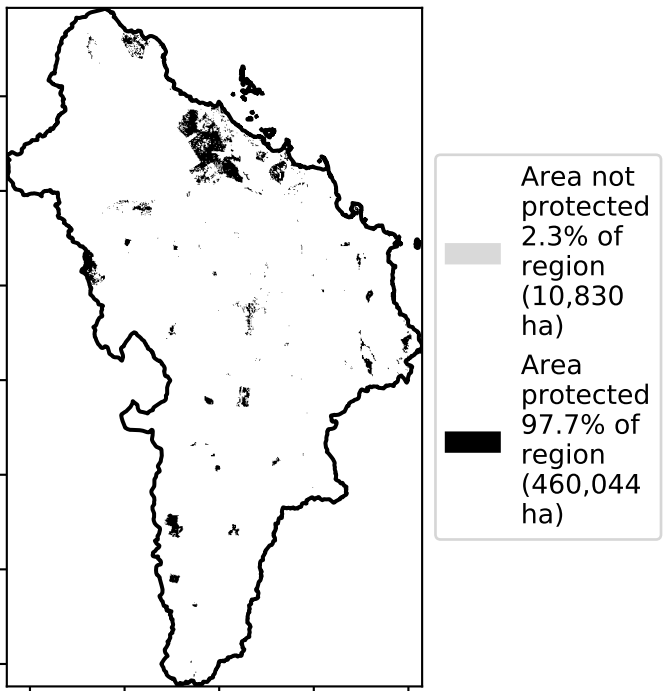 Area not
protected
2.3% of
region
(10,830
ha)
Area
protected
97.7% of
region
(460,044
ha)